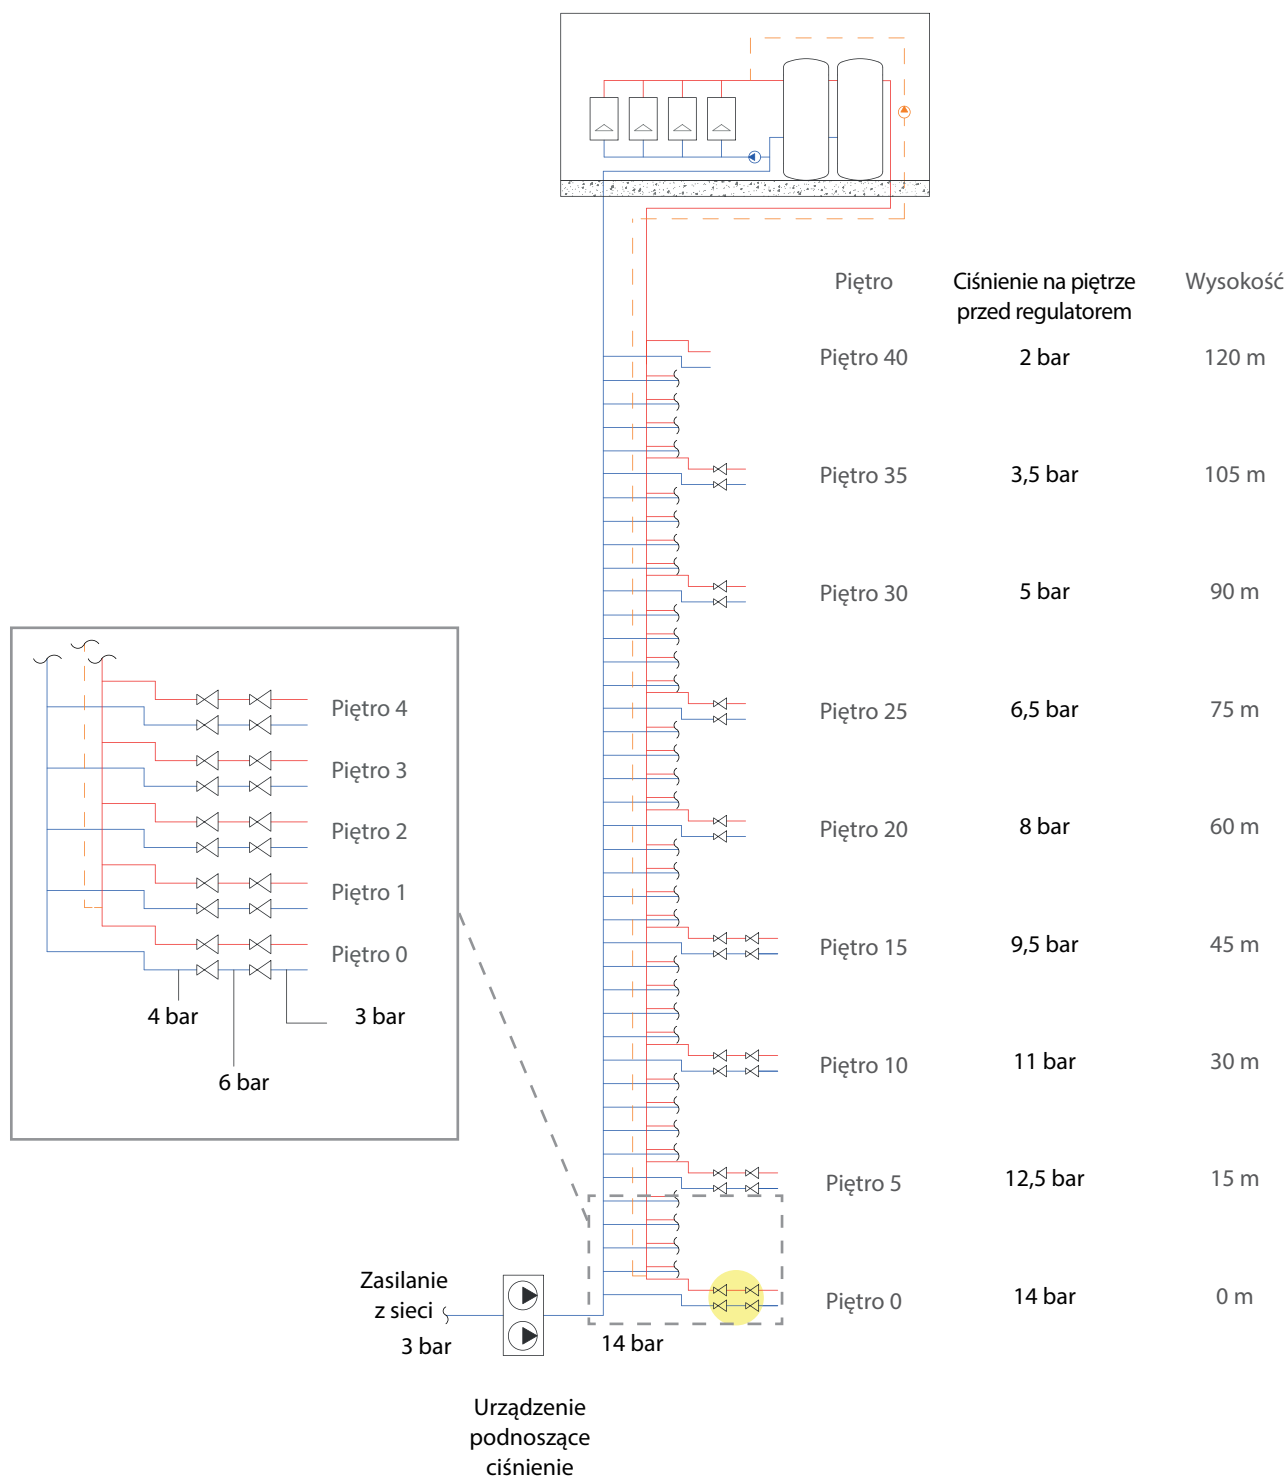 Piętro Ciśnienie na piętrze Wysokość
przed regulatorem
Piętro 40 2 bar 120 m
Piętro 35 3,5 bar 105 m
Piętro 30 5 bar 90 m
Piętro 25 6,5 bar 75 m
Piętro 20 8 bar 60 m
Piętro 15 9,5 bar 45 m
Piętro 10 11 bar 30 m
Piętro 5 12,5 bar 15 m
Piętro 0 14 bar 0 m
Piętro 4
Piętro 3
Piętro 2
Piętro 1
Piętro 0
4 bar 3 bar
6 bar
Zasilanie
z sieci
3 bar
14 bar
Urządzenie
podnoszące
ciśnienie